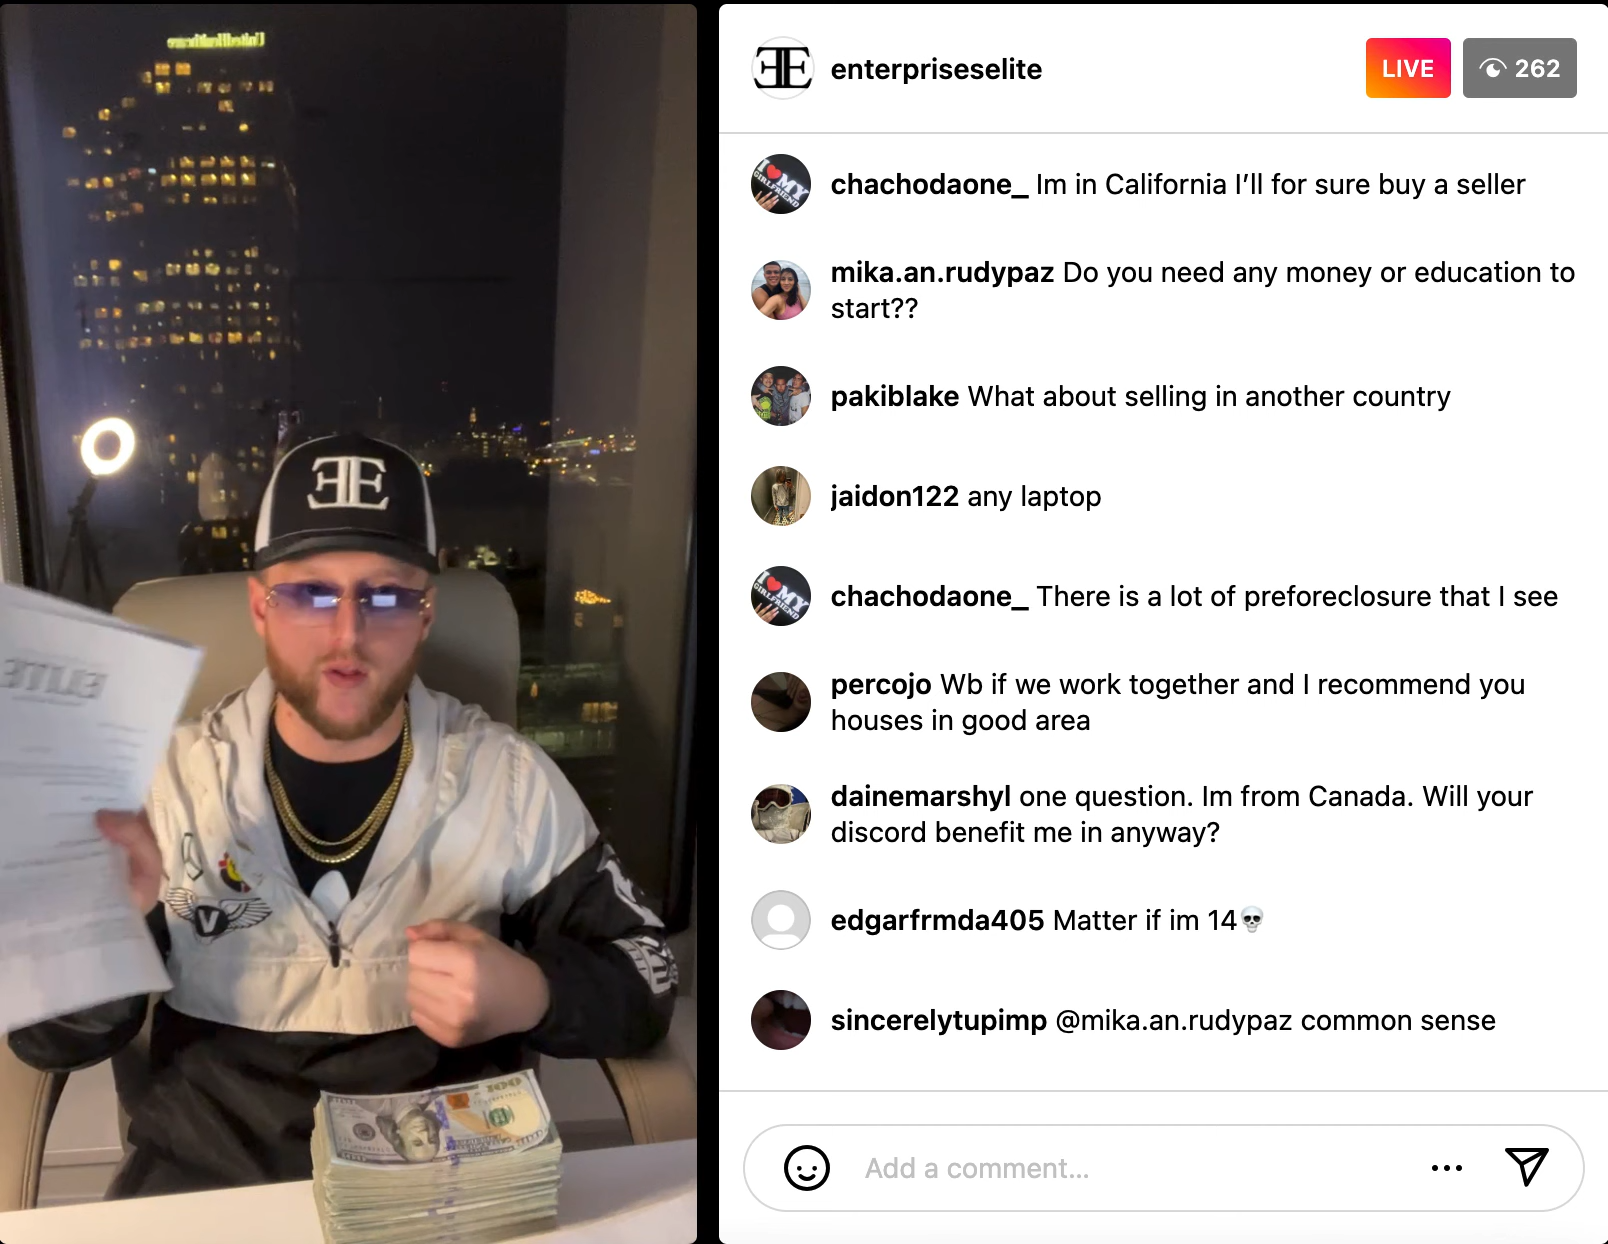 UnitedHealthcare
ELITE
V
100
enterpriseselite
LIVE
262
chachodaone_ Im in California I’ll for sure buy a seller
mika.an.rudypaz Do you need any money or education to
start??
pakiblake What about selling in another country
jaidon122 any laptop
chachodaone_ There is a lot of preforeclosure that I see
percojo Wb if we work together and I recommend you
houses in good area
dainemarshyl one question. Im from Canada. Will your
discord benefit me in anyway?
edgarfrmda405 Matter if im 14💀
sincerelytupimp @mika.an.rudypaz common sense
Add a comment...